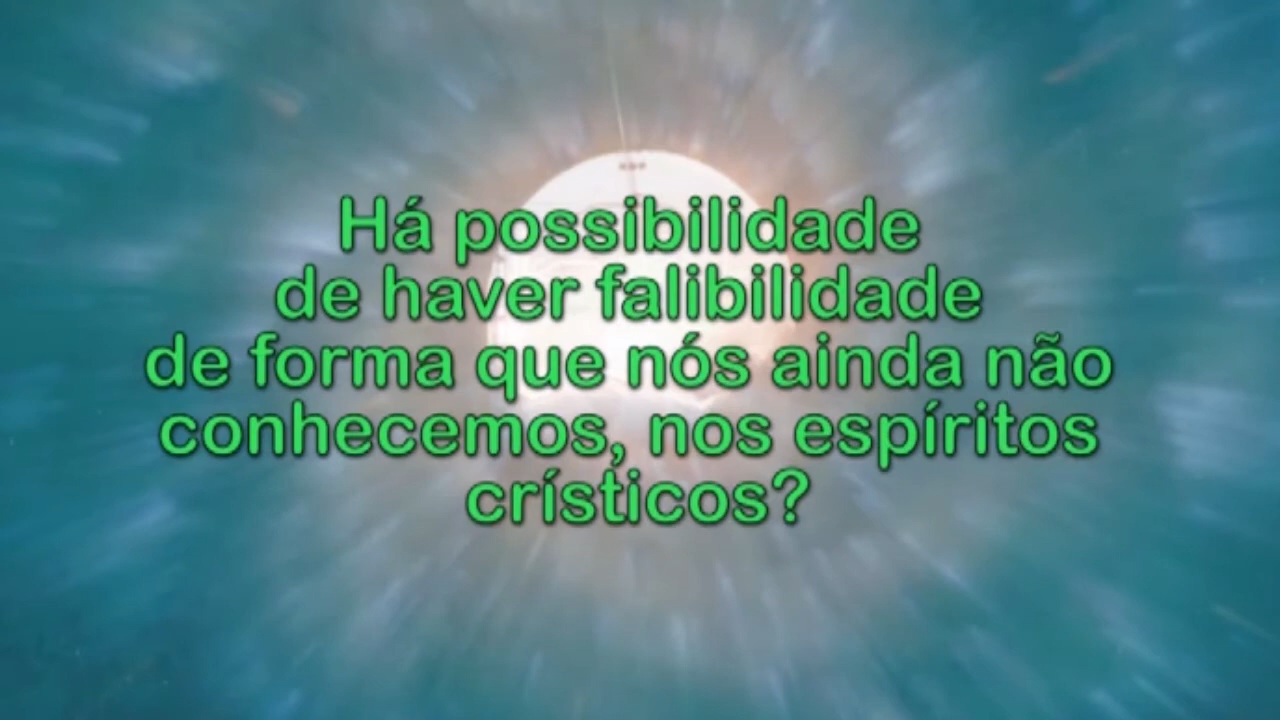 Há possibilidade
de haver falibilidade
de forma que nós ainda não
conhecemos, nos espíritos
crísticos?